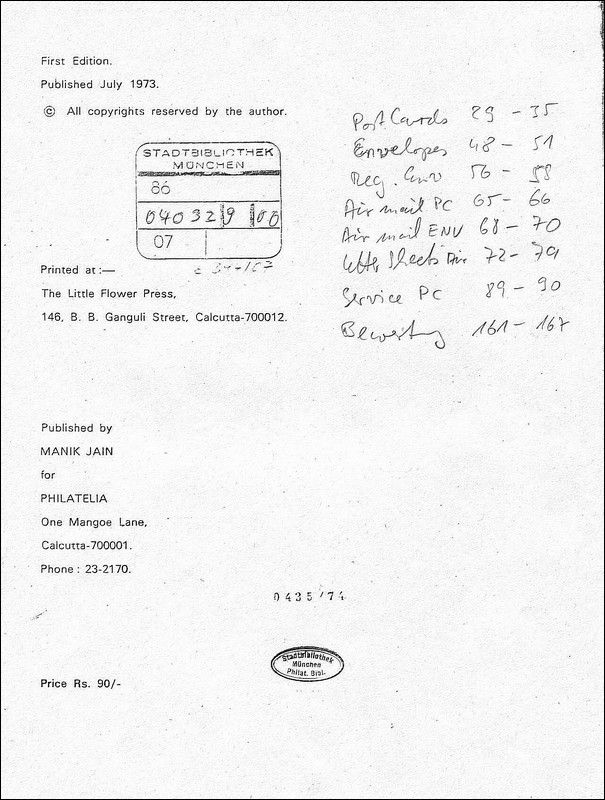 First Edition.
Published July 1973.
© All copyrights reserved by the author.
STADTBIBLIOTHEK
MÜNCHEN
86
040329 00
07
Printed at :—
The Little Flower Press,
146, B. B. Ganguli Street, Calcutta-700012.
Post Cards 29 - 35
Envelopes 48 - 51
Reg. Env 56 - 58
Air mail PC 65 - 66
Air mail ENV 68 - 70
Letter Sheets Air 72 - 79
Service PC 89 - 90
Bewertung 161 - 167
Published by
MANIK JAIN
for
PHILATELIA
One Mangoe Lane,
Calcutta-700001.
Phone : 23-2170.
0435/74
Stadtbibliothek
München
Philat. Bibl.
Price Rs. 90/-